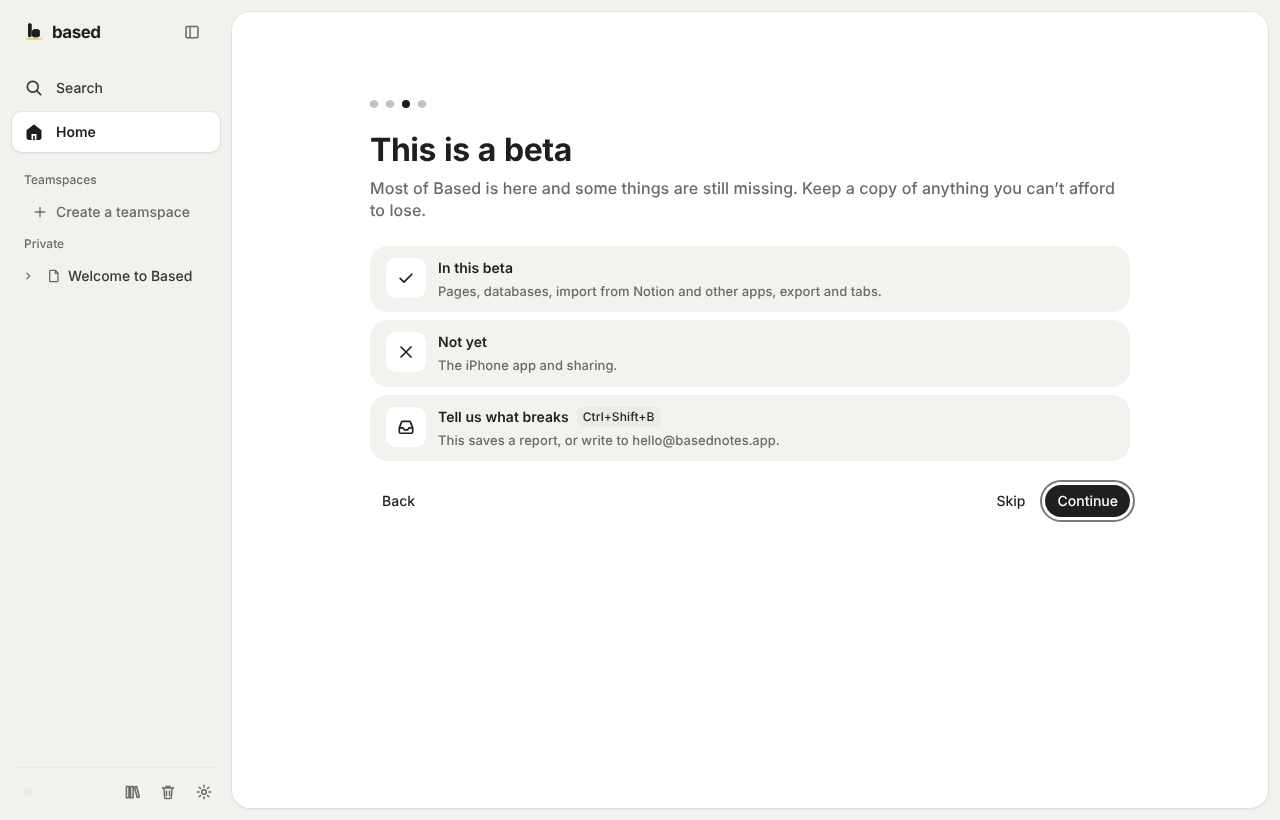 based
Search
Home
Teamspaces
Create a teamspace
Private
Welcome to Based
This is a beta
Most of Based is here and some things are still missing. Keep a copy of anything you can’t afford
to lose.
In this beta
Pages, databases, import from Notion and other apps, export and tabs.
Not yet
The iPhone app and sharing.
Tell us what breaks Ctrl+Shift+B
This saves a report, or write to hello@basednotes.app.
Back
Skip
Continue